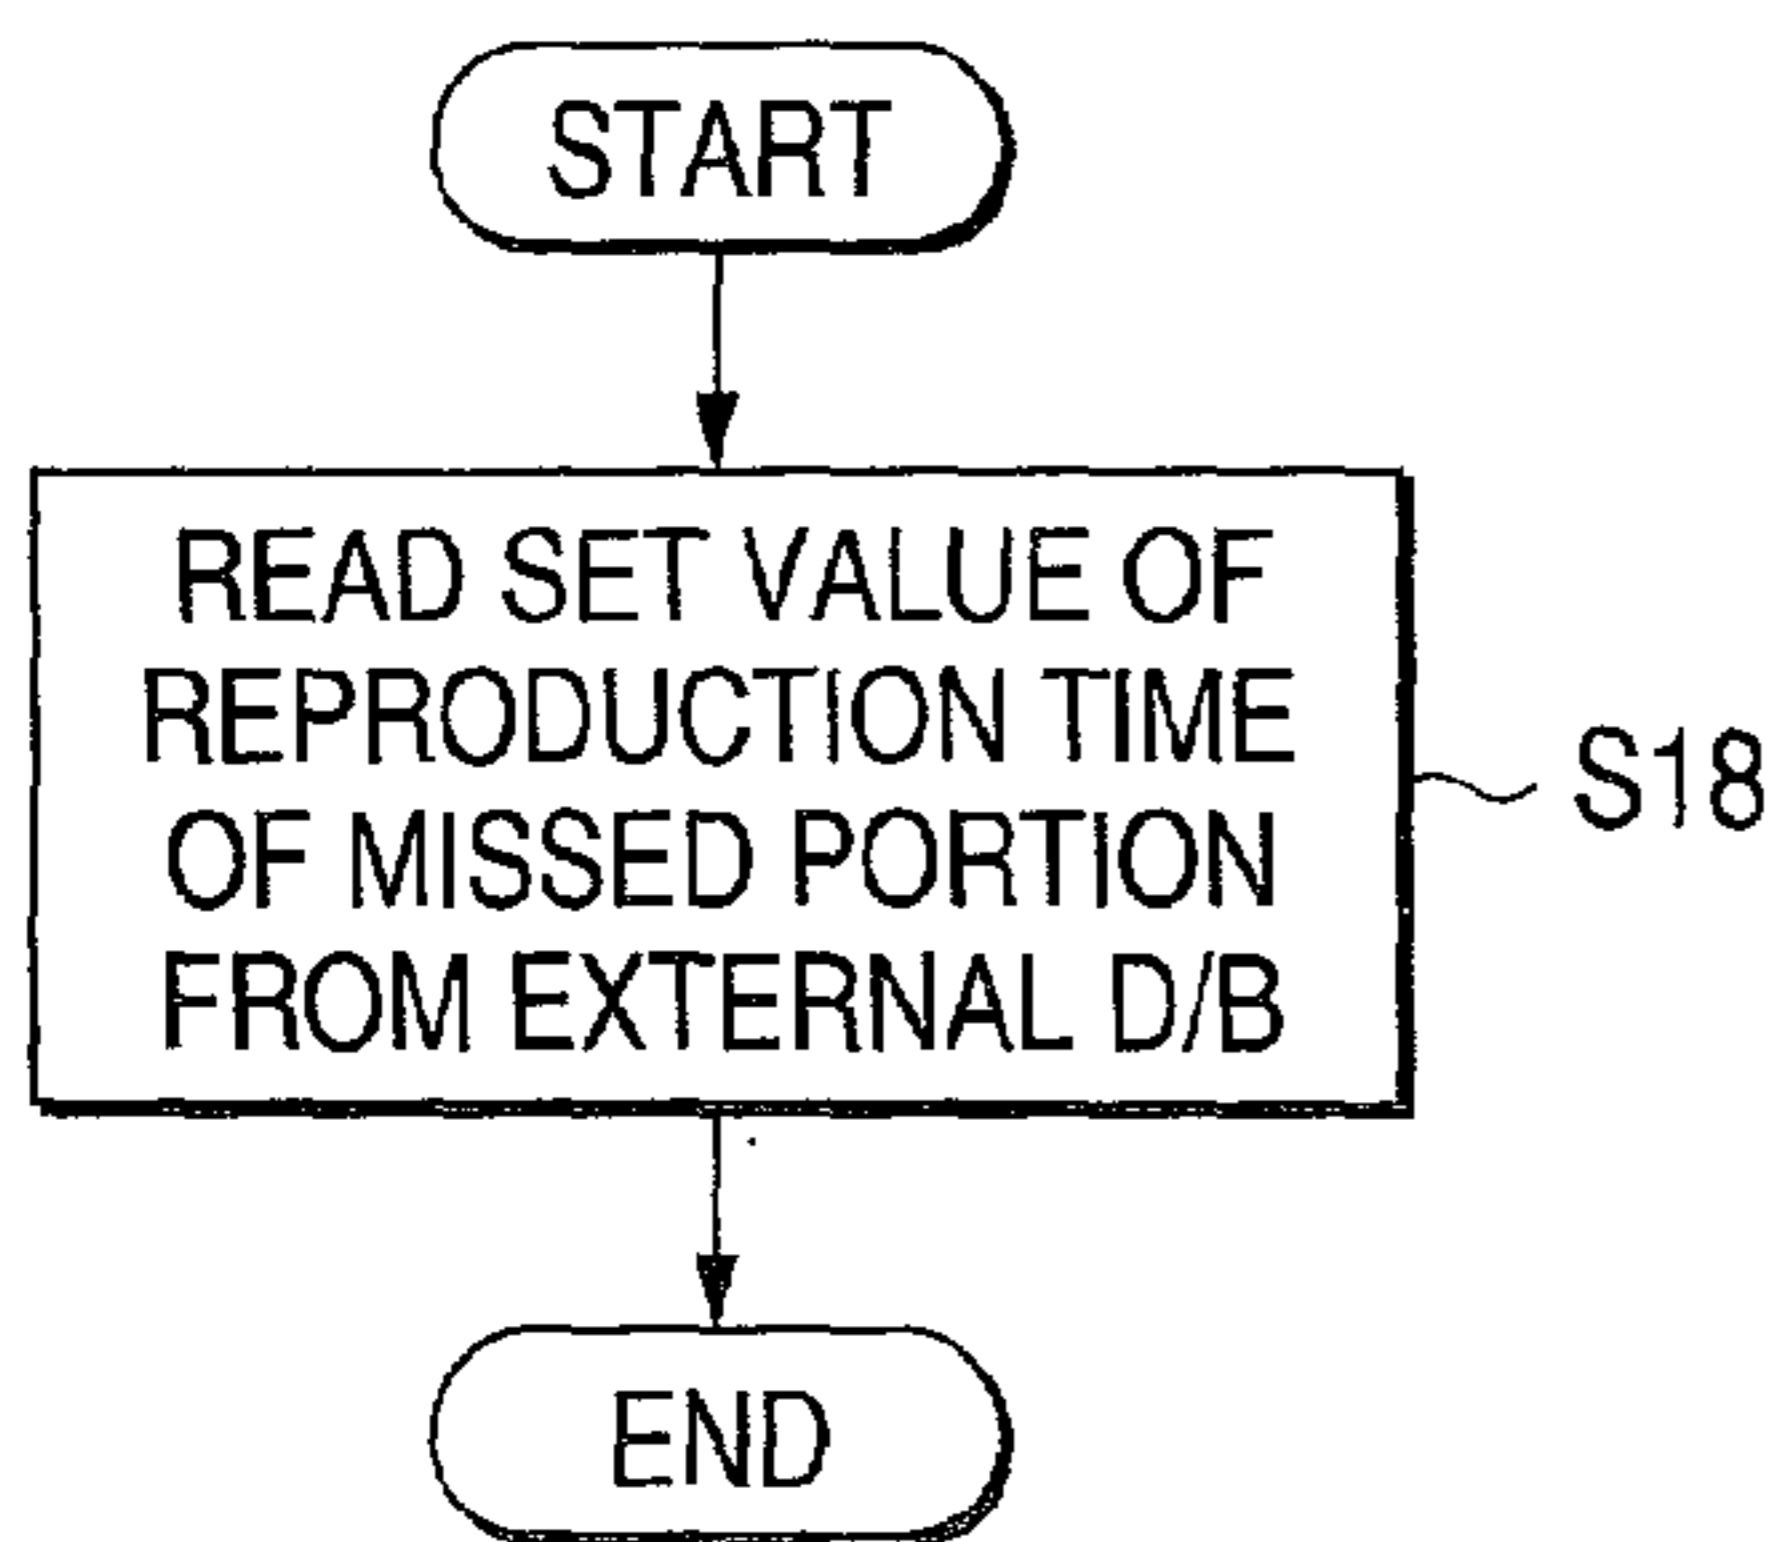 START
READ SET VALUE OF
REPRODUCTION TIME
OF MISSED PORTION
FROM EXTERNAL D/B
S18
END